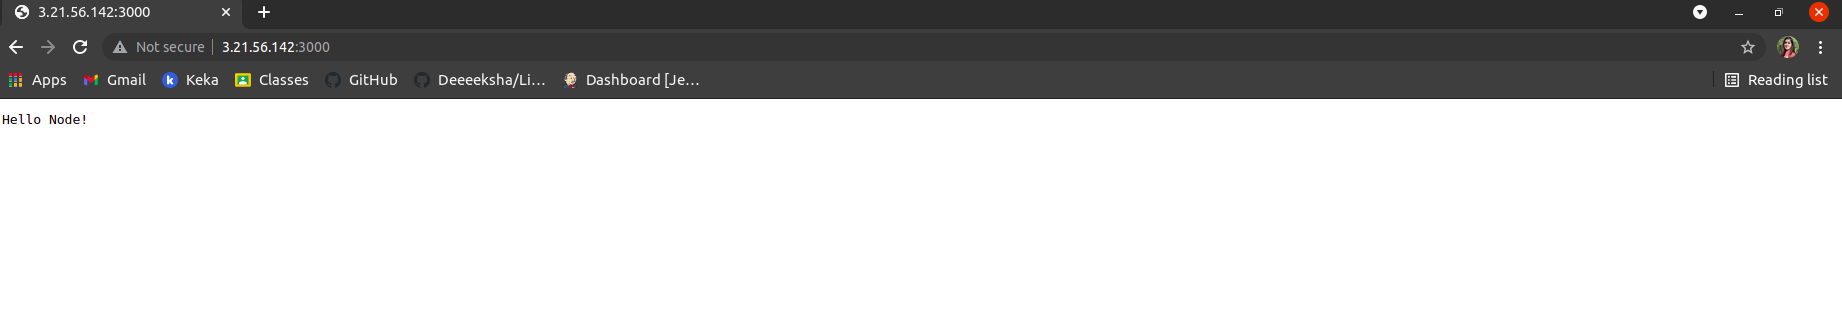 3.21.56.142:3000
Not secure 3.21.56.142:3000
Apps Gmail Keka Classes GitHub Deeeeksha/Li... Dashboard [Je... Reading list
Hello Node!